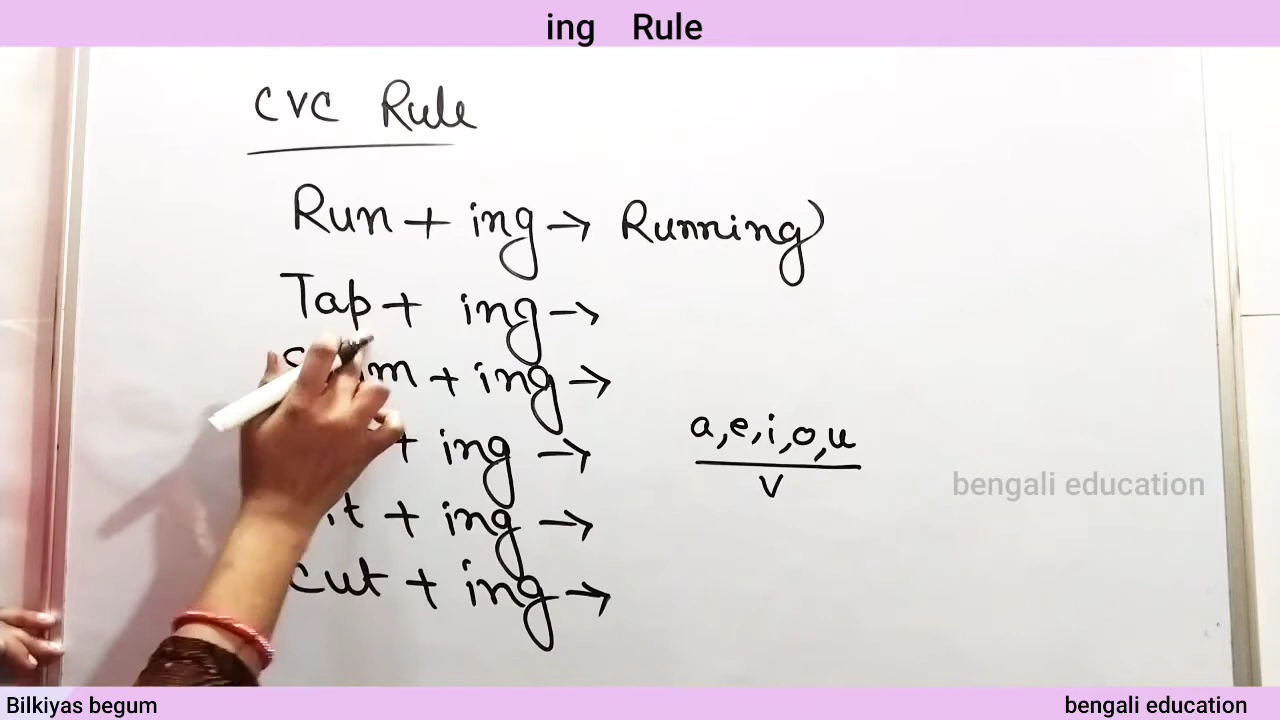 ing Rule
CVC Rule
Run + ing → Running
Tap + ing →
+ ing →
+ ing →
+ ing →
Cut + ing →
a,e,i,o,u
V
bengali education
Bilkiyas begum
bengali education